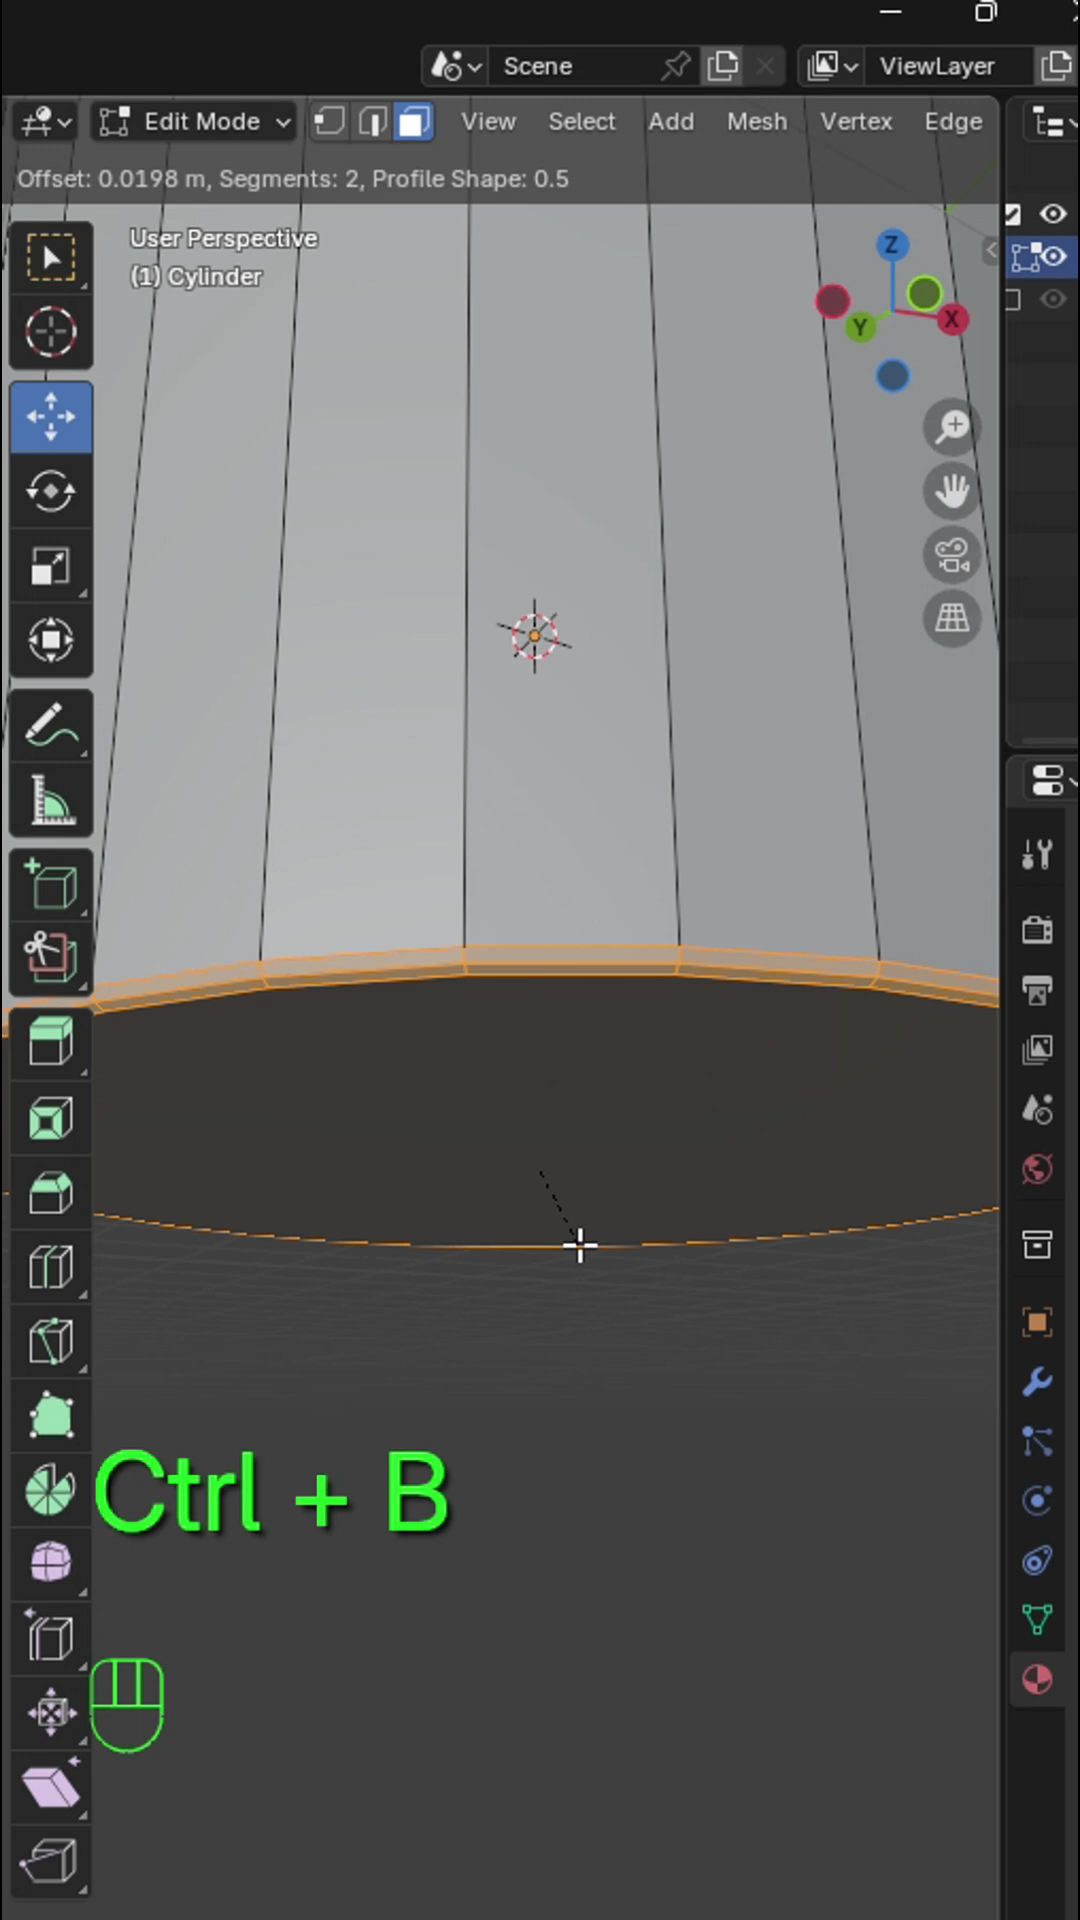 Scene
ViewLayer
Edit Mode View Select Add Mesh Vertex Edge
Offset: 0.0198 m, Segments: 2, Profile Shape: 0.5
User Perspective
(1) Cylinder
Z
Y
X
Ctrl + B